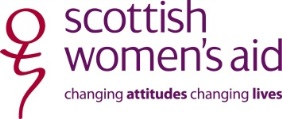 scottish
women's aid
changing attitudes changing lives